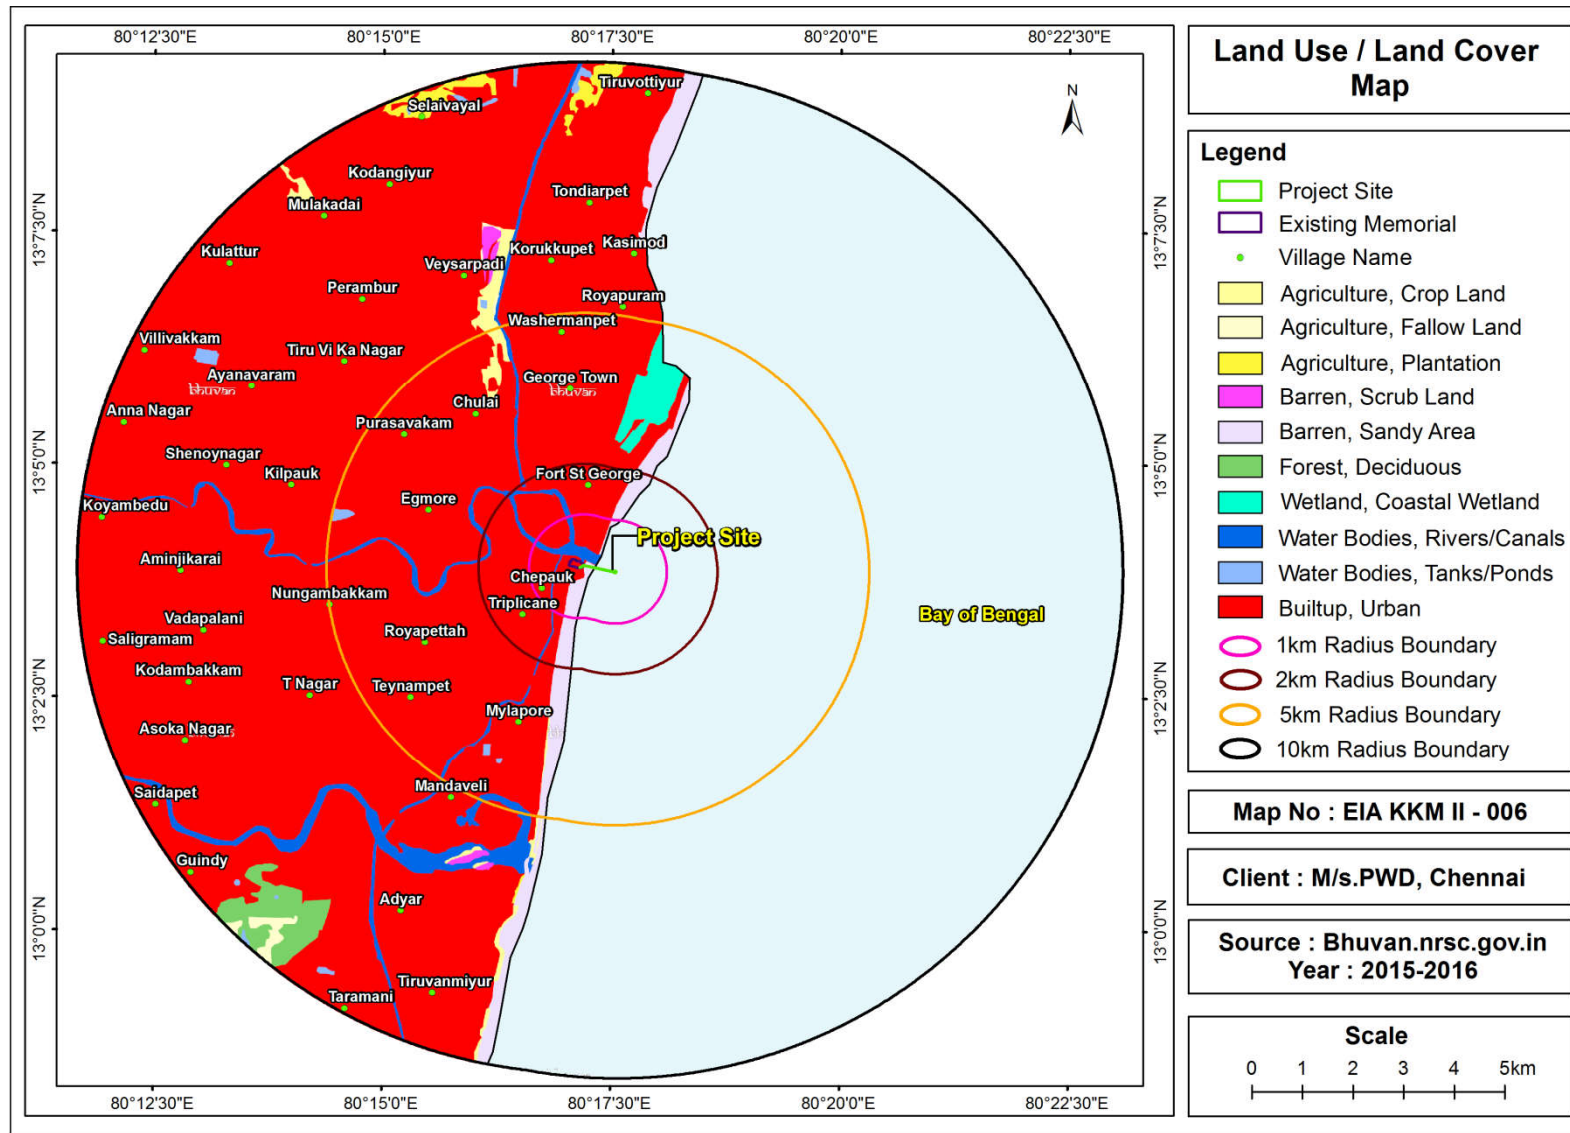 80°12'30"E
80°15'0"E
80°17'30"E
80°20'0"E
80°22'30"E
Tiruvottiyur
Selaivayal
N
Kodangiyur
Tondiarpet
Mulakadai
13°7'30"N
13°7'30"N
Kulattur
Korukkupet
Kasimod
Veysarpadi
Perambur
Royapuram
Washermanpet
Villivakkam
Tiru Vi Ka Nagar
Ayanavaram
George Town
bhuvan
bhuvan
Chulai
Anna Nagar
Purasavakam
Shenoynagar
13°5'0"N
13°5'0"N
Kilpauk
Fort St George
Egmore
Koyambedu
Project Site
Aminjikarai
Chepauk
Nungambakkam
Triplicane
Bay of Bengal
Vadapalani
Royapettah
Saligramam
Kodambakkam
T Nagar
Teynampet
13°2'30"N
13°2'30"N
Mylapore
Asoka Nagar
Mandaveli
Saidapet
Guindy
Adyar
13°0'0"N
13°0'0"N
Tiruvanmiyur
Taramani
80°12'30"E
80°15'0"E
80°17'30"E
80°20'0"E
80°22'30"E
Land Use / Land Cover
Map
Legend
Project Site
Existing Memorial
Village Name
Agriculture, Crop Land
Agriculture, Fallow Land
Agriculture, Plantation
Barren, Scrub Land
Barren, Sandy Area
Forest, Deciduous
Wetland, Coastal Wetland
Water Bodies, Rivers/Canals
Water Bodies, Tanks/Ponds
Builtup, Urban
1km Radius Boundary
2km Radius Boundary
5km Radius Boundary
10km Radius Boundary
Map No : EIA KKM II - 006
Client : M/s.PWD, Chennai
Source : Bhuvan.nrsc.gov.in
Year : 2015-2016
Scale
0 1 2 3 4 5km